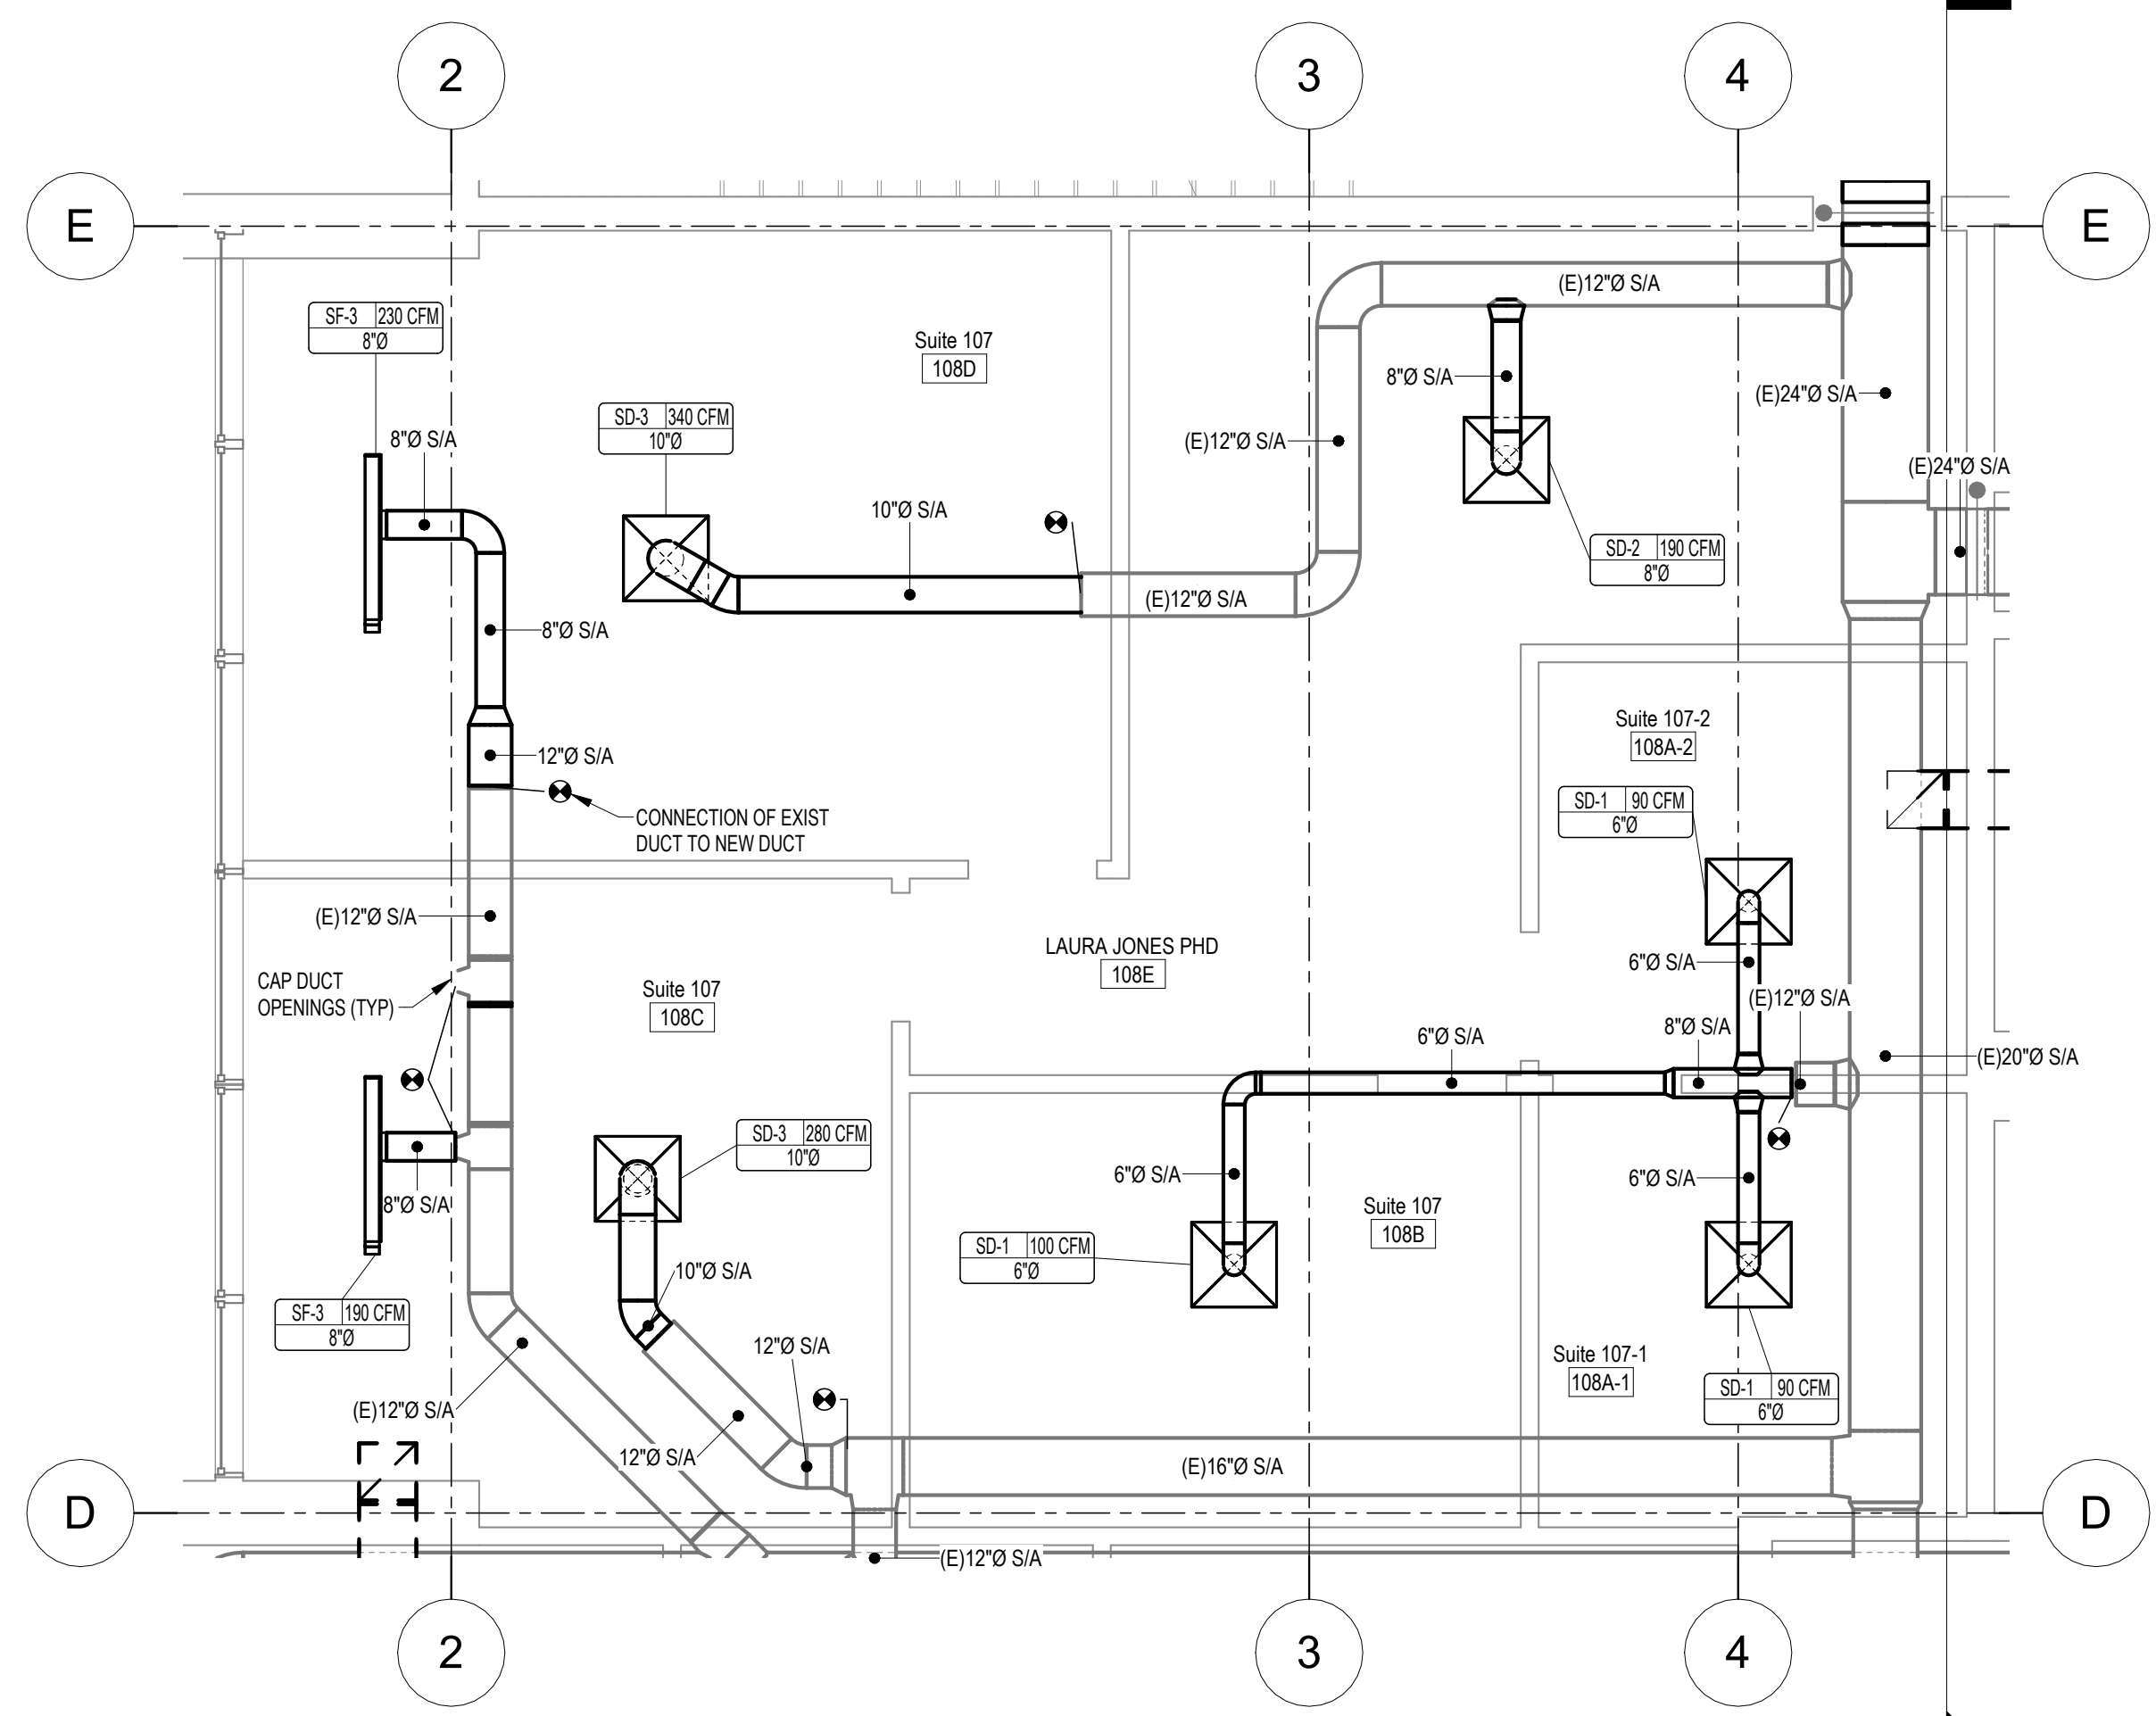 2
3
4
E
E
(E)12"Ø S/A
SF-3 230 CFM
8"Ø
Suite 107
108D
8"Ø S/A
(E)24"Ø S/A
SD-3 340 CFM
10"Ø
8"Ø S/A
(E)12"Ø S/A
(E)24"Ø S/A
10"Ø S/A
SD-2 190 CFM
8"Ø
(E)12"Ø S/A
8"Ø S/A
Suite 107-2
108A-2
12"Ø S/A
SD-1 90 CFM
6"Ø
CONNECTION OF EXIST
DUCT TO NEW DUCT
(E)12"Ø S/A
LAURA JONES PHD
108E
6"Ø S/A
CAP DUCT
OPENINGS (TYP)
Suite 107
108C
(E)12"Ø S/A
8"Ø S/A
6"Ø S/A
(E)20"Ø S/A
SD-3 280 CFM
10"Ø
6"Ø S/A
6"Ø S/A
8"Ø S/A
Suite 107
108B
SD-1 100 CFM
6"Ø
10"Ø S/A
SF-3 190 CFM
8"Ø
12"Ø S/A
Suite 107-1
108A-1
SD-1 90 CFM
6"Ø
(E)12"Ø S/A
12"Ø S/A
(E)16"Ø S/A
D
D
(E)12"Ø S/A
2
3
4